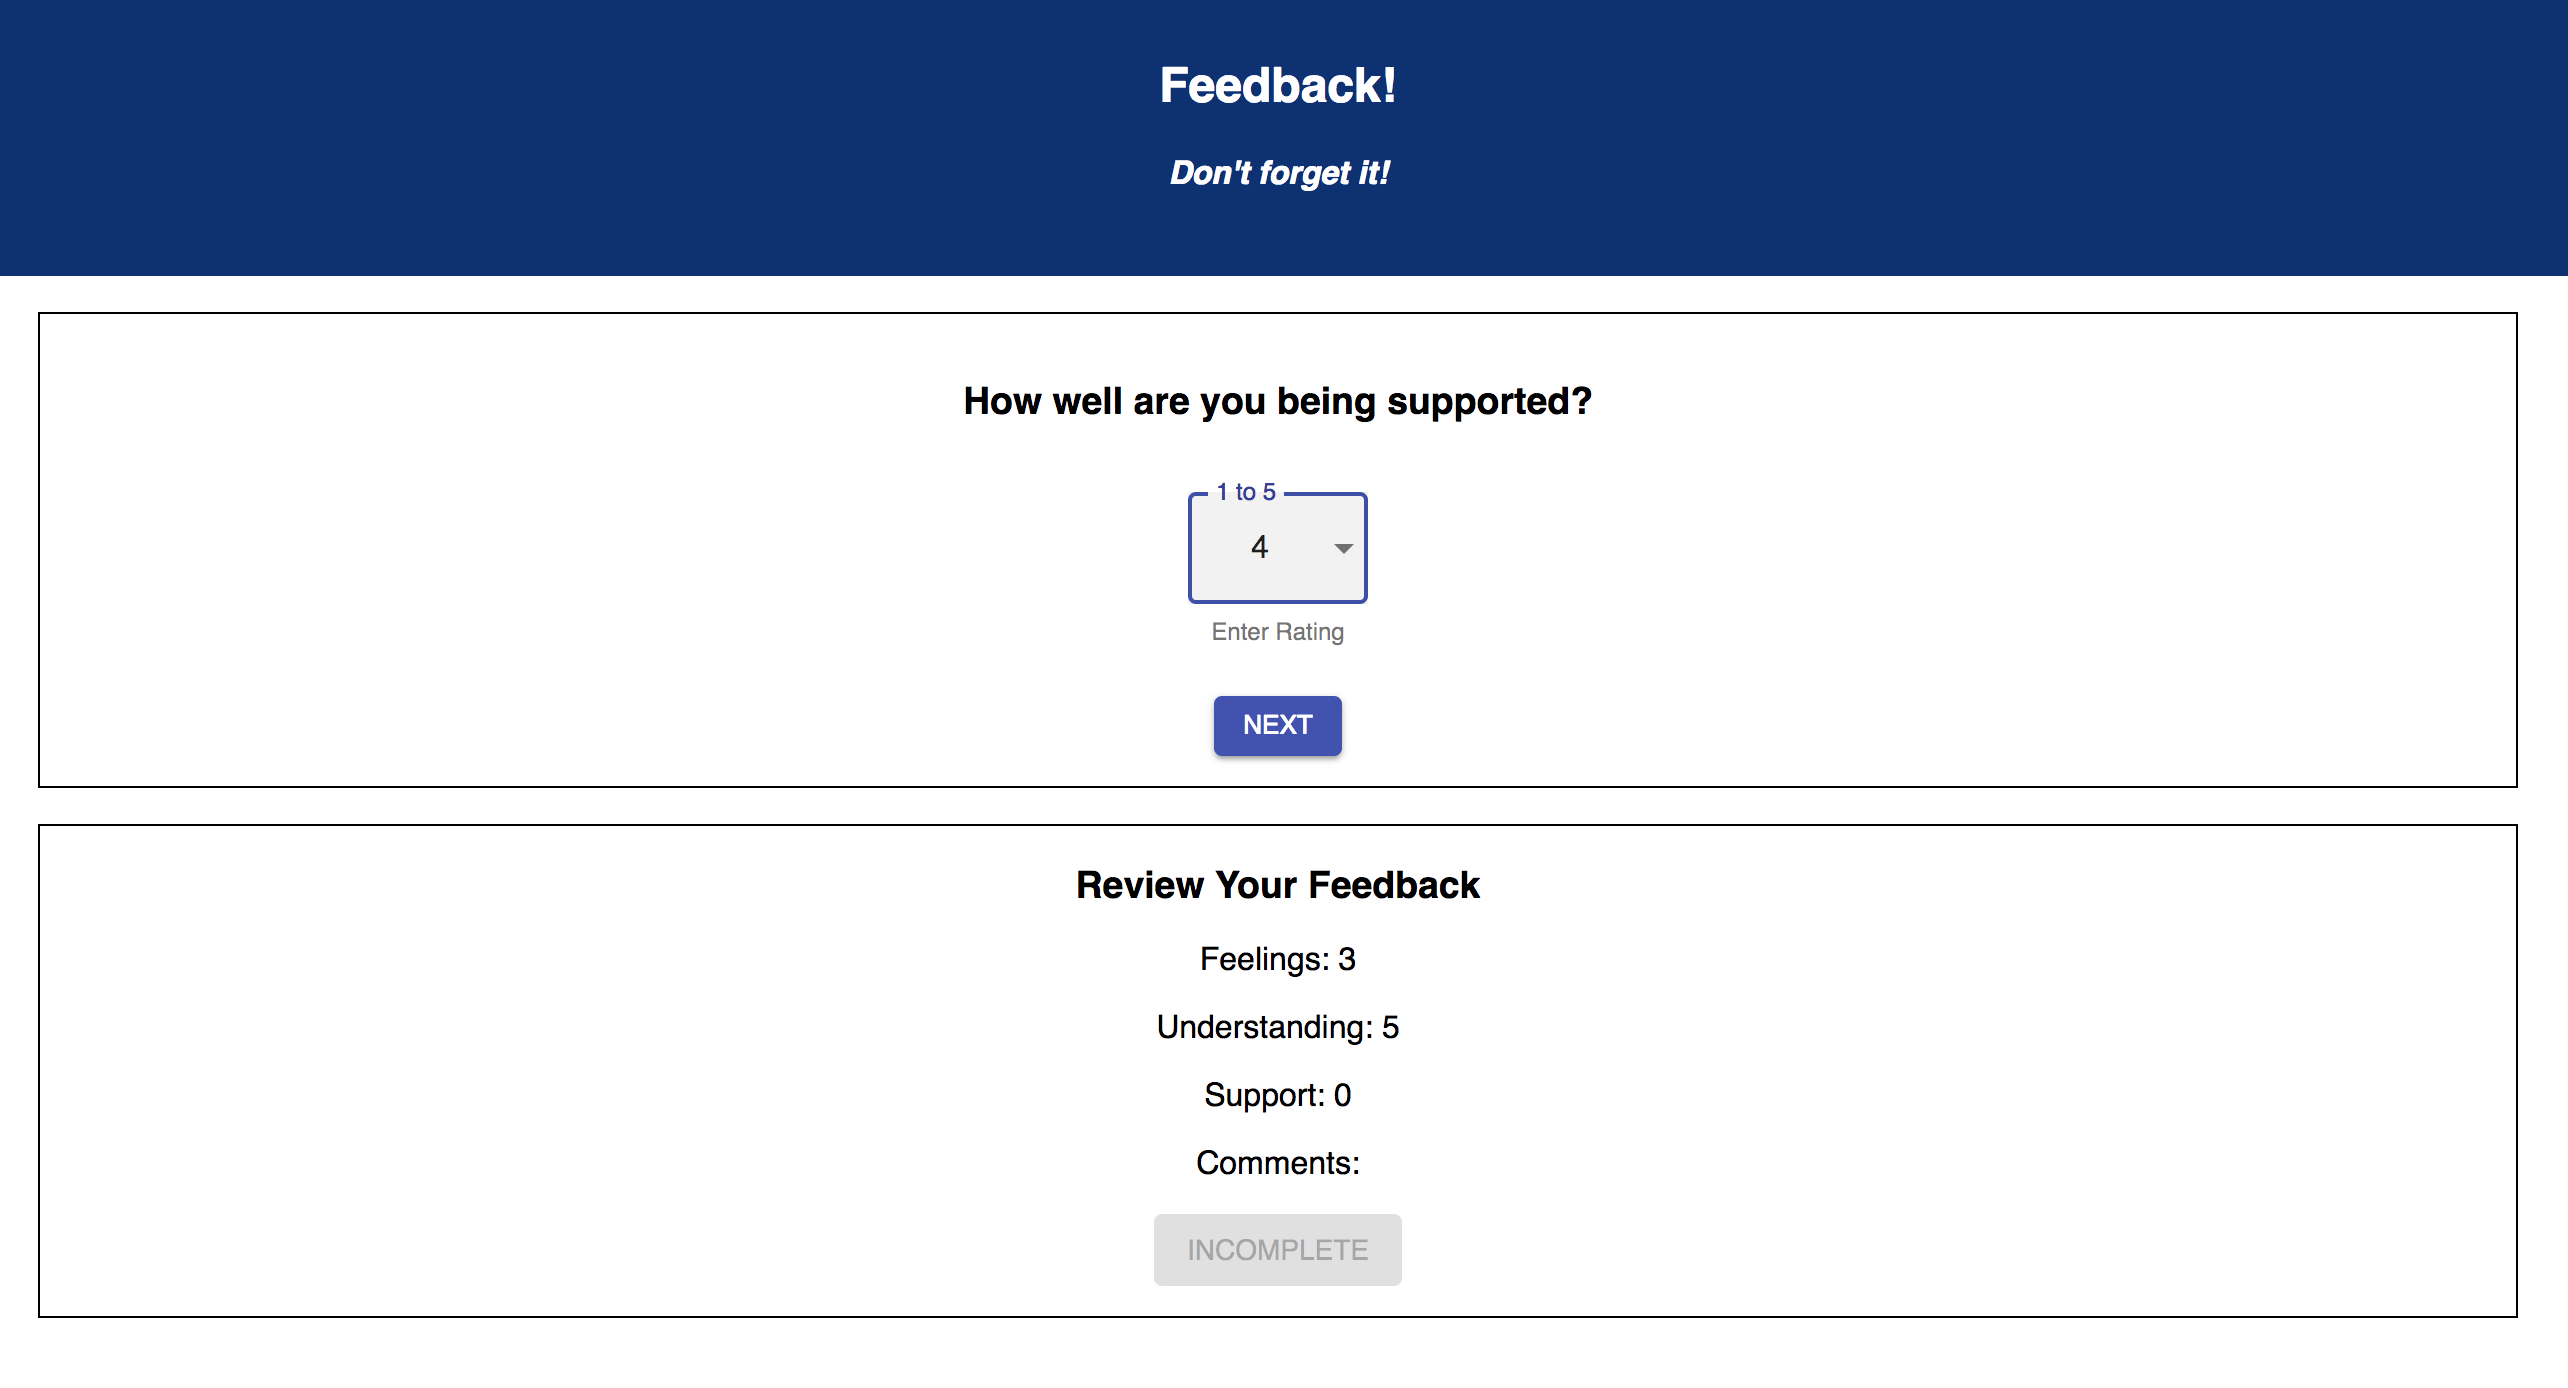 Feedback!
Don't forget it!
How well are you being supported?
1 to 5
4
Enter Rating
NEXT
Review Your Feedback
Feelings: 3
Understanding: 5
Support: 0
Comments:
INCOMPLETE